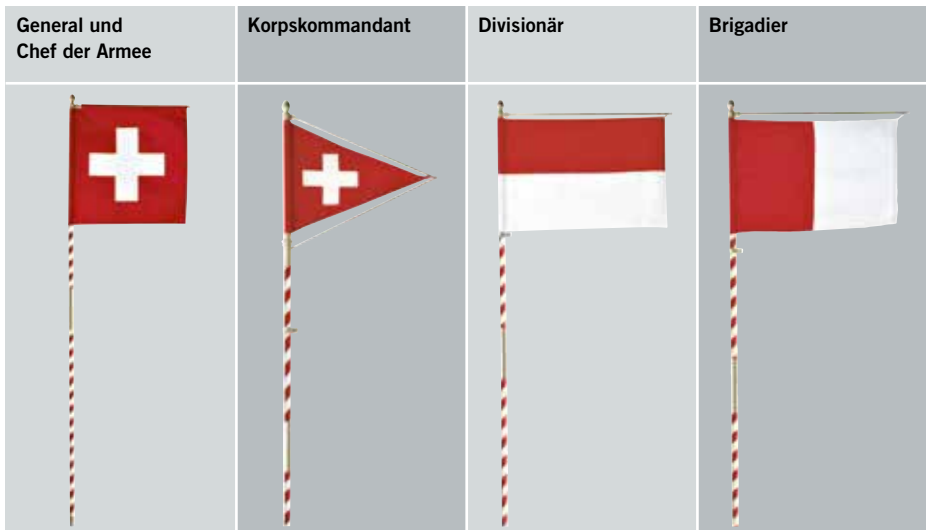 General und
Chef der Armee
Korpskommandant
Divisionär
Brigadier